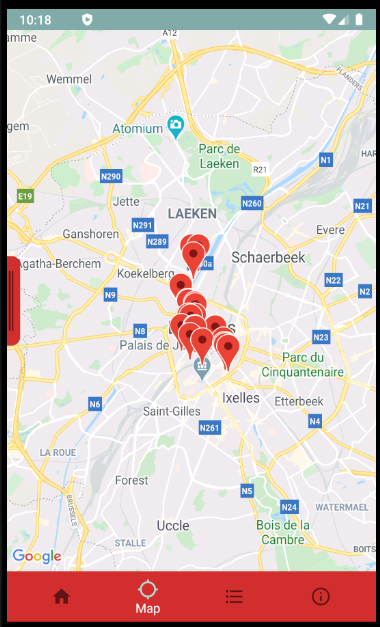 10:18
A12
FLANDERS
Wemmel
Atomium
Parc de
Laeken
N1
R21
N290
E19
Jette
LAEKEN
N260
N21
N291
Evere
Ganshoren
N289
Schaerbeek
Agatha-Berchem
Koekelberg
N22
N9
N2
N8
N23
Palais de
Parc du
Cinquantenaire
Ixelles
Etterbeek
N6
Saint-Gilles
N4
N261
LA ROUE
BRUSSELS
Forest
N5
N24
WATERMAEL
Uccle
Bois de la
Cambre
STALLE
BOITS
Google
Map